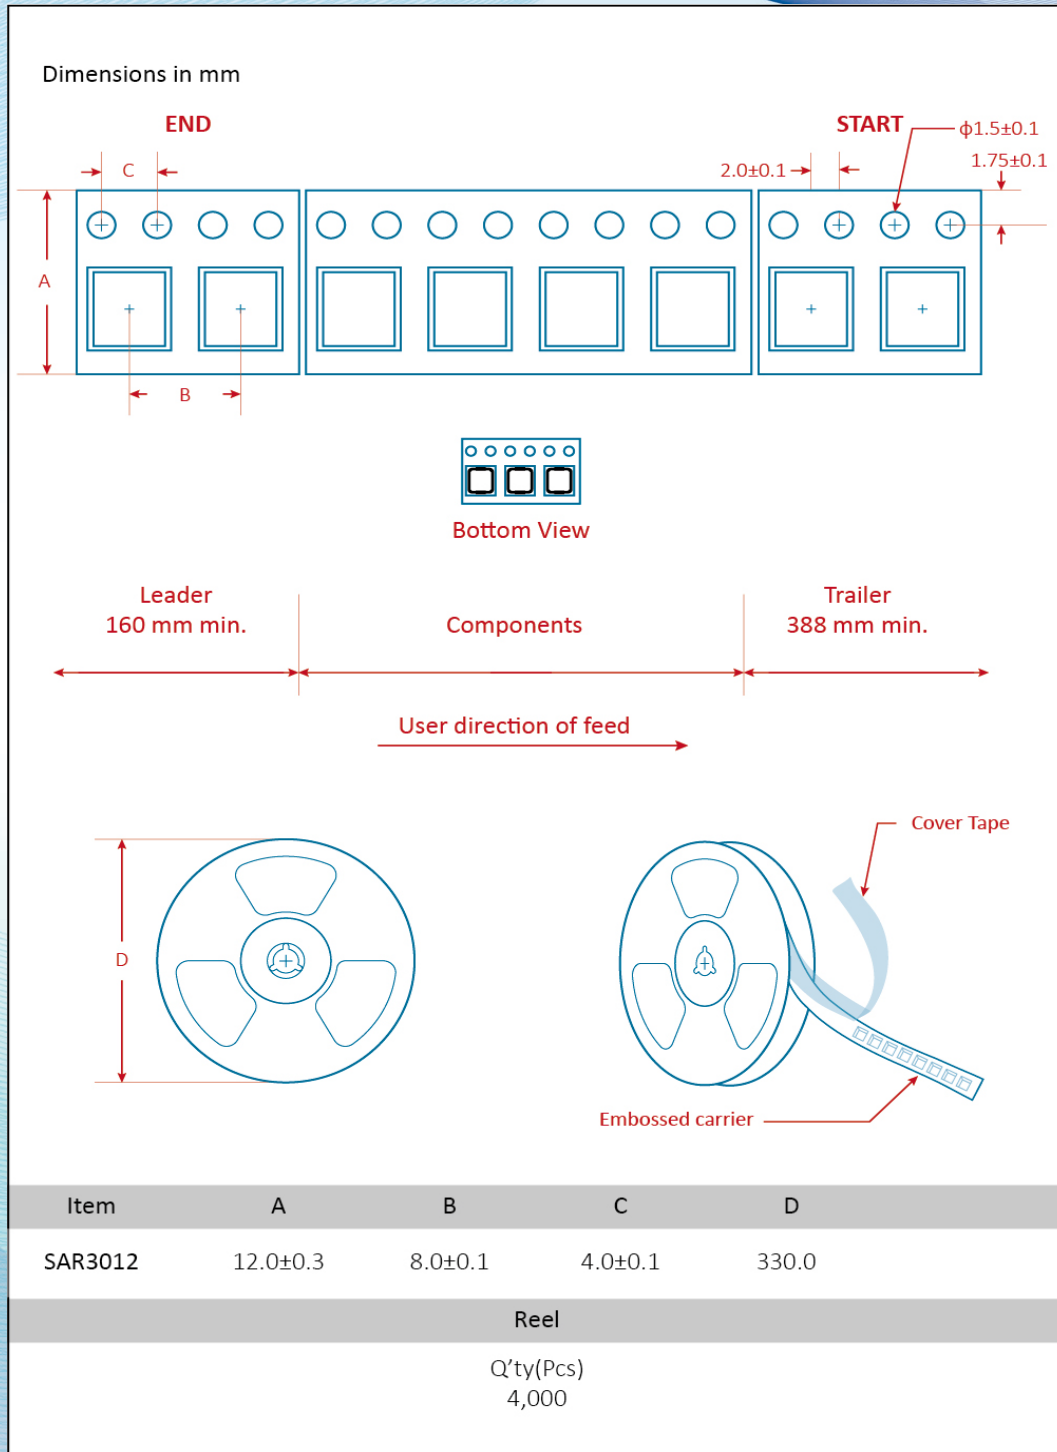 Dimensions in mm
END
START
ϕ1.5±0.1
1.75±0.1
2.0±0.1
C
A
B
Bottom View
Leader
160 mm min.
Components
Trailer
388 mm min.
User direction of feed
Cover Tape
D
Embossed carrier
Item A B C D
SAR3012 12.0±0.3 8.0±0.1 4.0±0.1 330.0
Reel
Q’ty(Pcs)
4,000